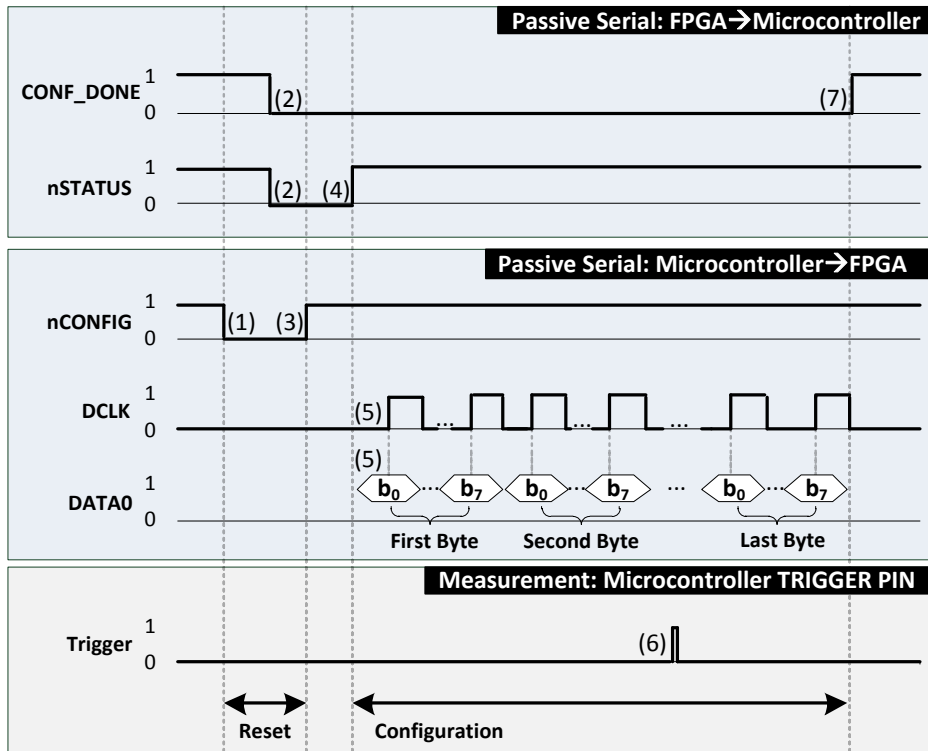 Passive Serial: FPGA→Microcontroller
CONF_DONE
1
0
(2)
(7)
nSTATUS
1
0
(2)
(4)
Passive Serial: Microcontroller→FPGA
nCONFIG
1
0
(1)
(3)
DCLK
1
0
(5)
... ... ... ...
(5)
DATA0
1
0
b0 ... b7 b0 ... b7 ... b0 ... b7
First Byte Second Byte Last Byte
Measurement: Microcontroller TRIGGER PIN
Trigger
1
0
(6)
Reset Configuration